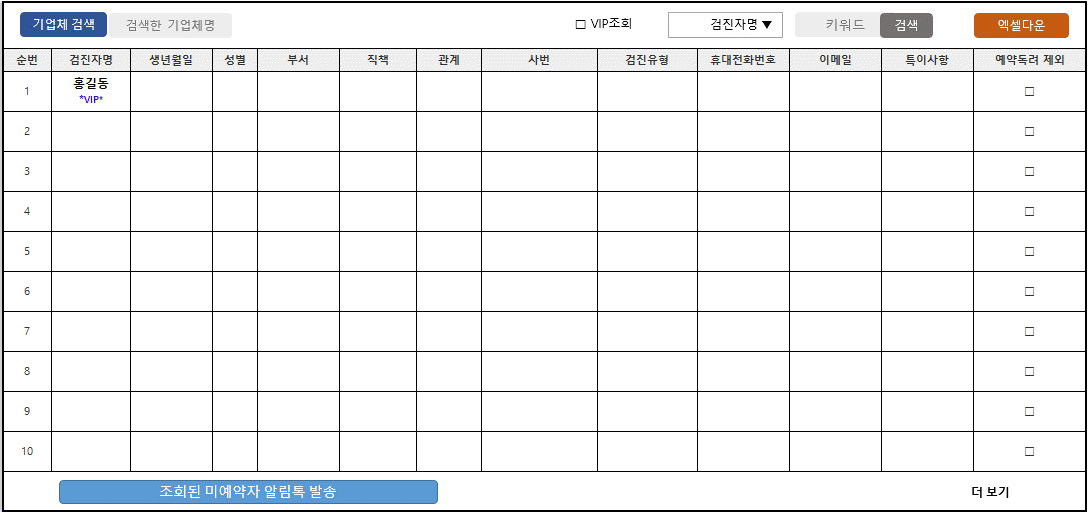 기업체 검색 검색한 기업체명 □ VIP조회 검진자명 ▼ 키워드 검색 엑셀다운
순번 검진자명 생년월일 성별 부서 직책 관계 사번 검진유형 휴대전화번호 이메일 특이사항 예약독려 제외
1 홍길동 □
*VIP*
2 □
3 □
4 □
5 □
6 □
7 □
8 □
9 □
10 □
조회된 미예약자 알림톡 발송 더 보기